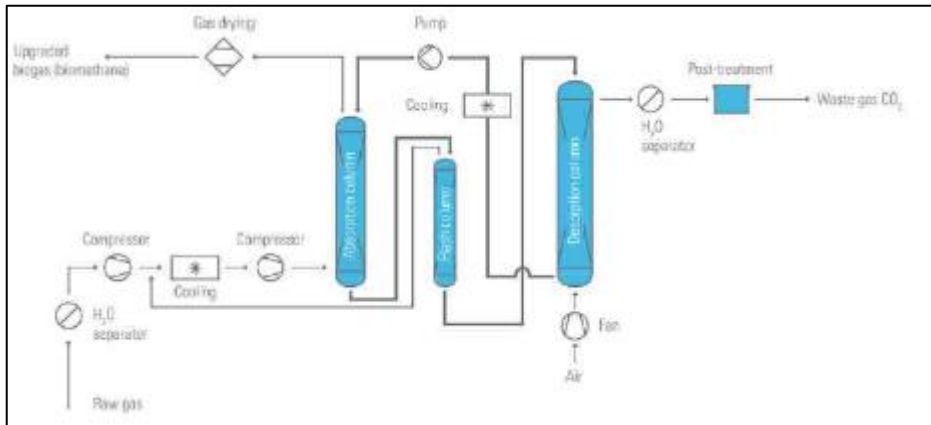 Gas drying
Upgraded
biogas (biomethane)
Pump
Cooling
Post-treatment
Waste gas CO₂
H₂O
separator
Absorption column
Flash column
Desorption column
Compressor
Compressor
Cooling
H₂O
separator
Fan
Air
Raw gas